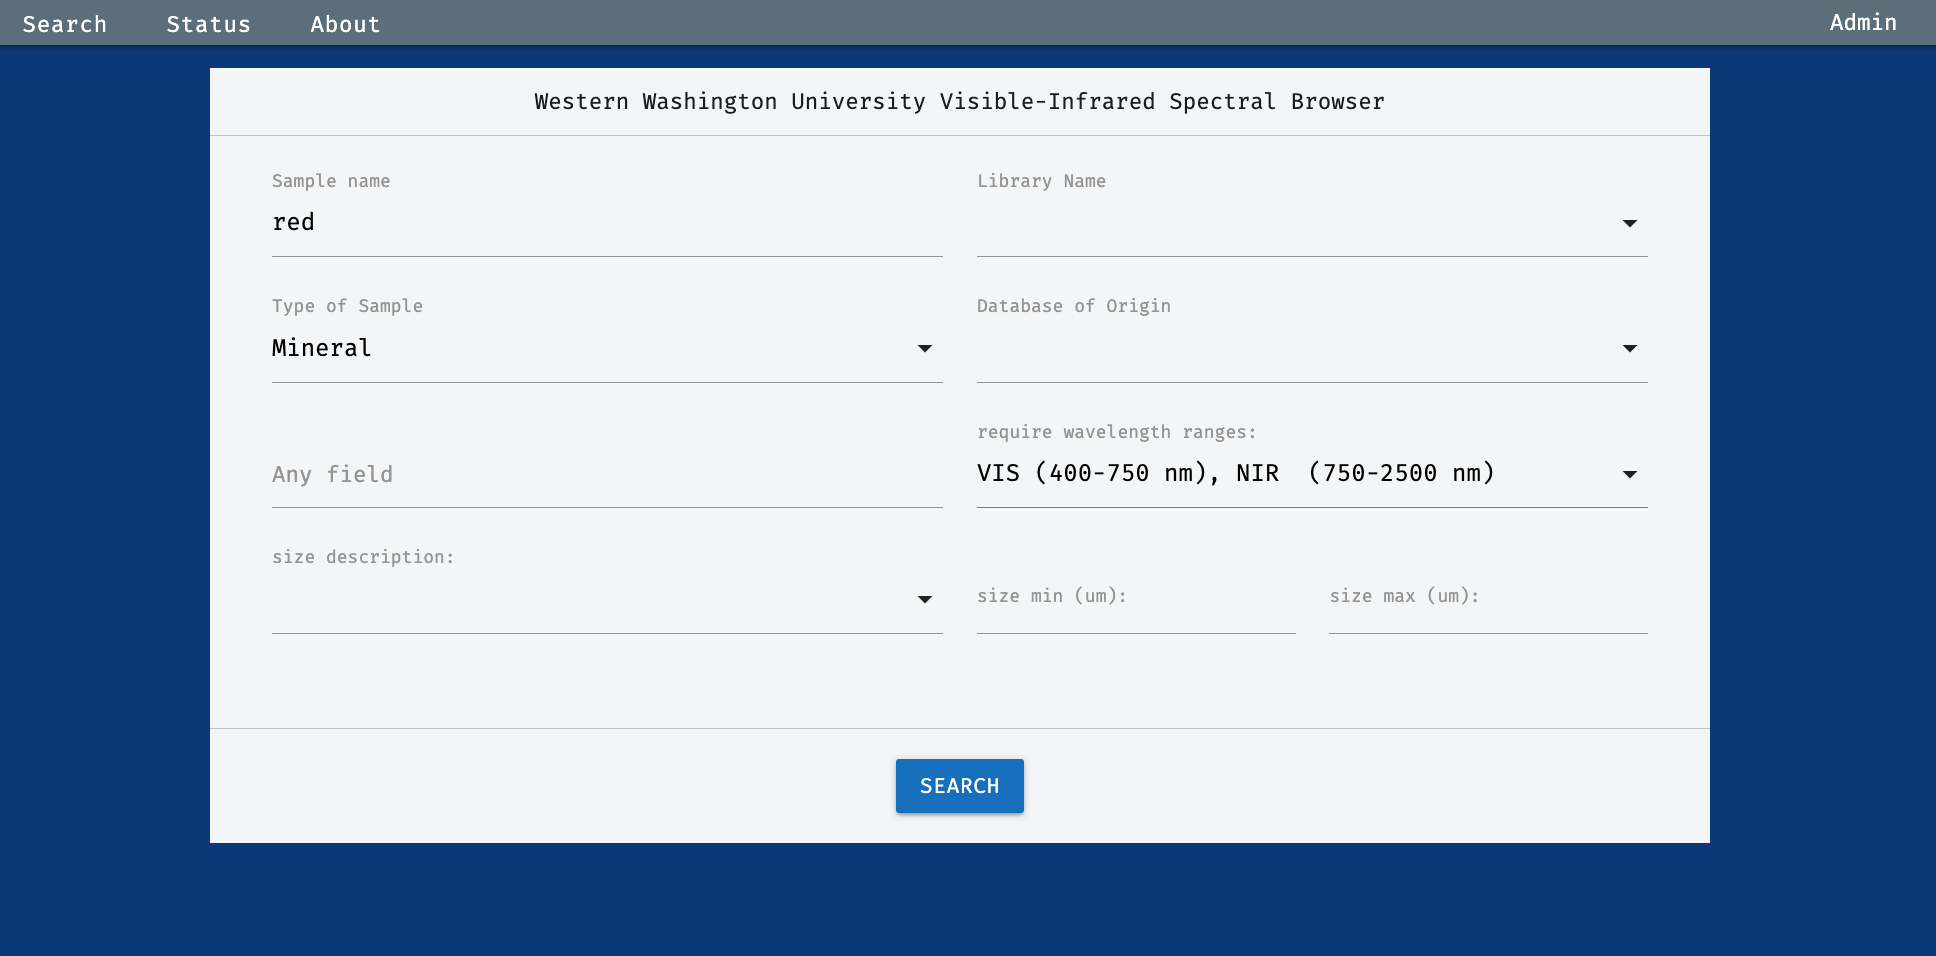 Search Status About Admin
Western Washington University Visible-Infrared Spectral Browser
Sample name
red
Library Name
Type of Sample
Mineral
Database of Origin
Any field
require wavelength ranges:
VIS (400-750 nm), NIR  (750-2500 nm)
size description:
size min (um):
size max (um):
SEARCH